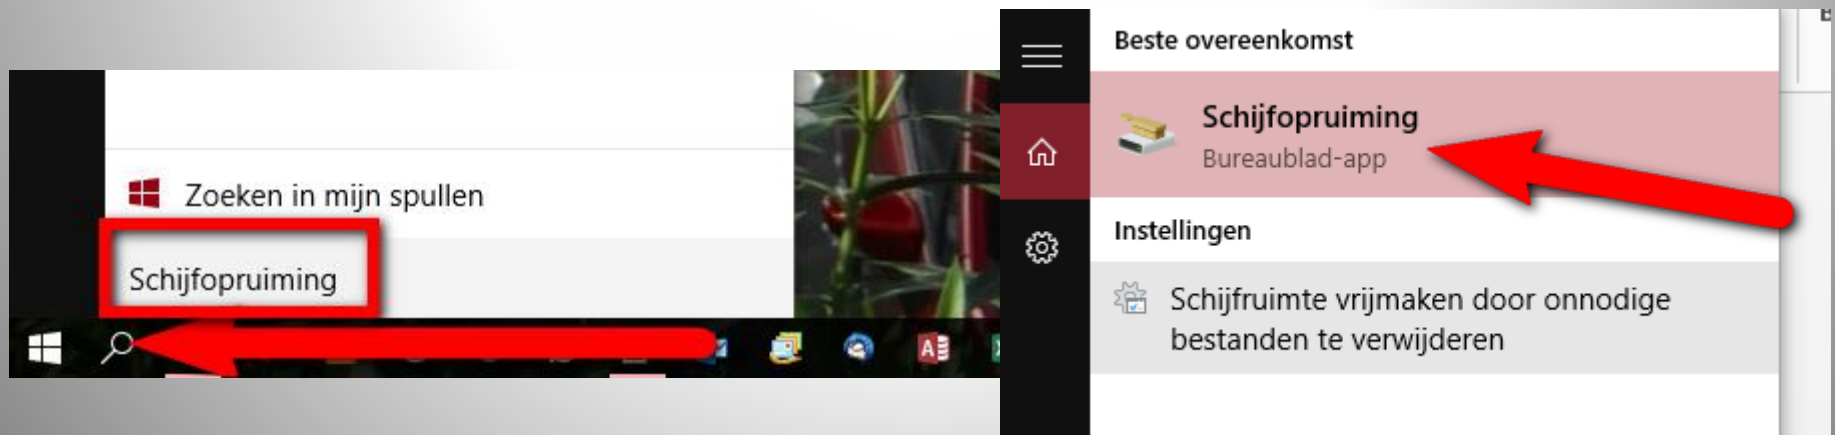 Zoeken in mijn spullen
Schijfopruiming
Beste overeenkomst
Schijfopruiming
Bureaublad-app
Instellingen
Schijfruimte vrijmaken door onnodige
bestanden te verwijderen